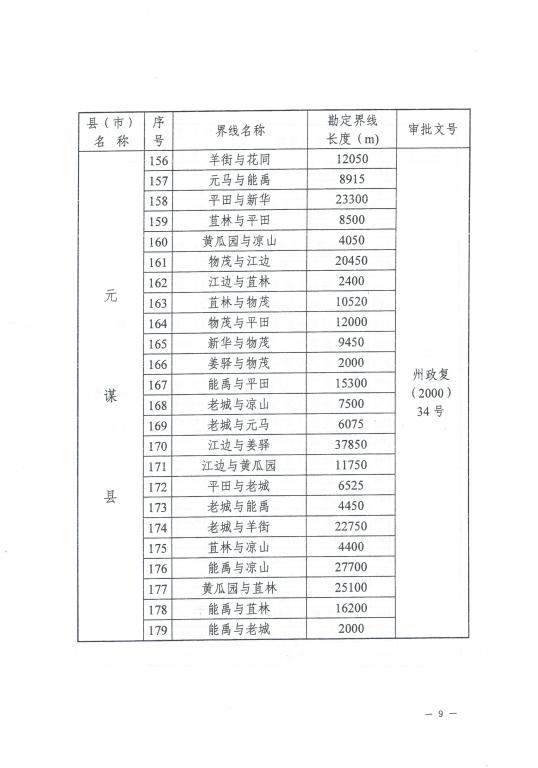 县（市）
名 称
序
号
界线名称
勘定界线
长度（m）
审批文号
元
谋
县
156 羊街与花同 12050
157 元马与能禹 8915
158 平田与新华 23300
159 苴林与平田 8500
160 黄瓜园与凉山 4050
161 物茂与江边 20450
162 江边与苴林 2400
163 苴林与物茂 10520
164 物茂与平田 12000
165 新华与物茂 9450
166 姜驿与物茂 2000
167 能禹与平田 15300
168 老城与凉山 7500
169 老城与元马 6075
170 江边与姜驿 37850
171 江边与黄瓜园 11750
172 平田与老城 6525
173 老城与能禹 4450
174 老城与羊街 22750
175 苴林与凉山 4400
176 能禹与凉山 27700
177 黄瓜园与苴林 25100
178 能禹与苴林 16200
179 能禹与老城 2000
州政复
（2000）
34 号
— 9 —